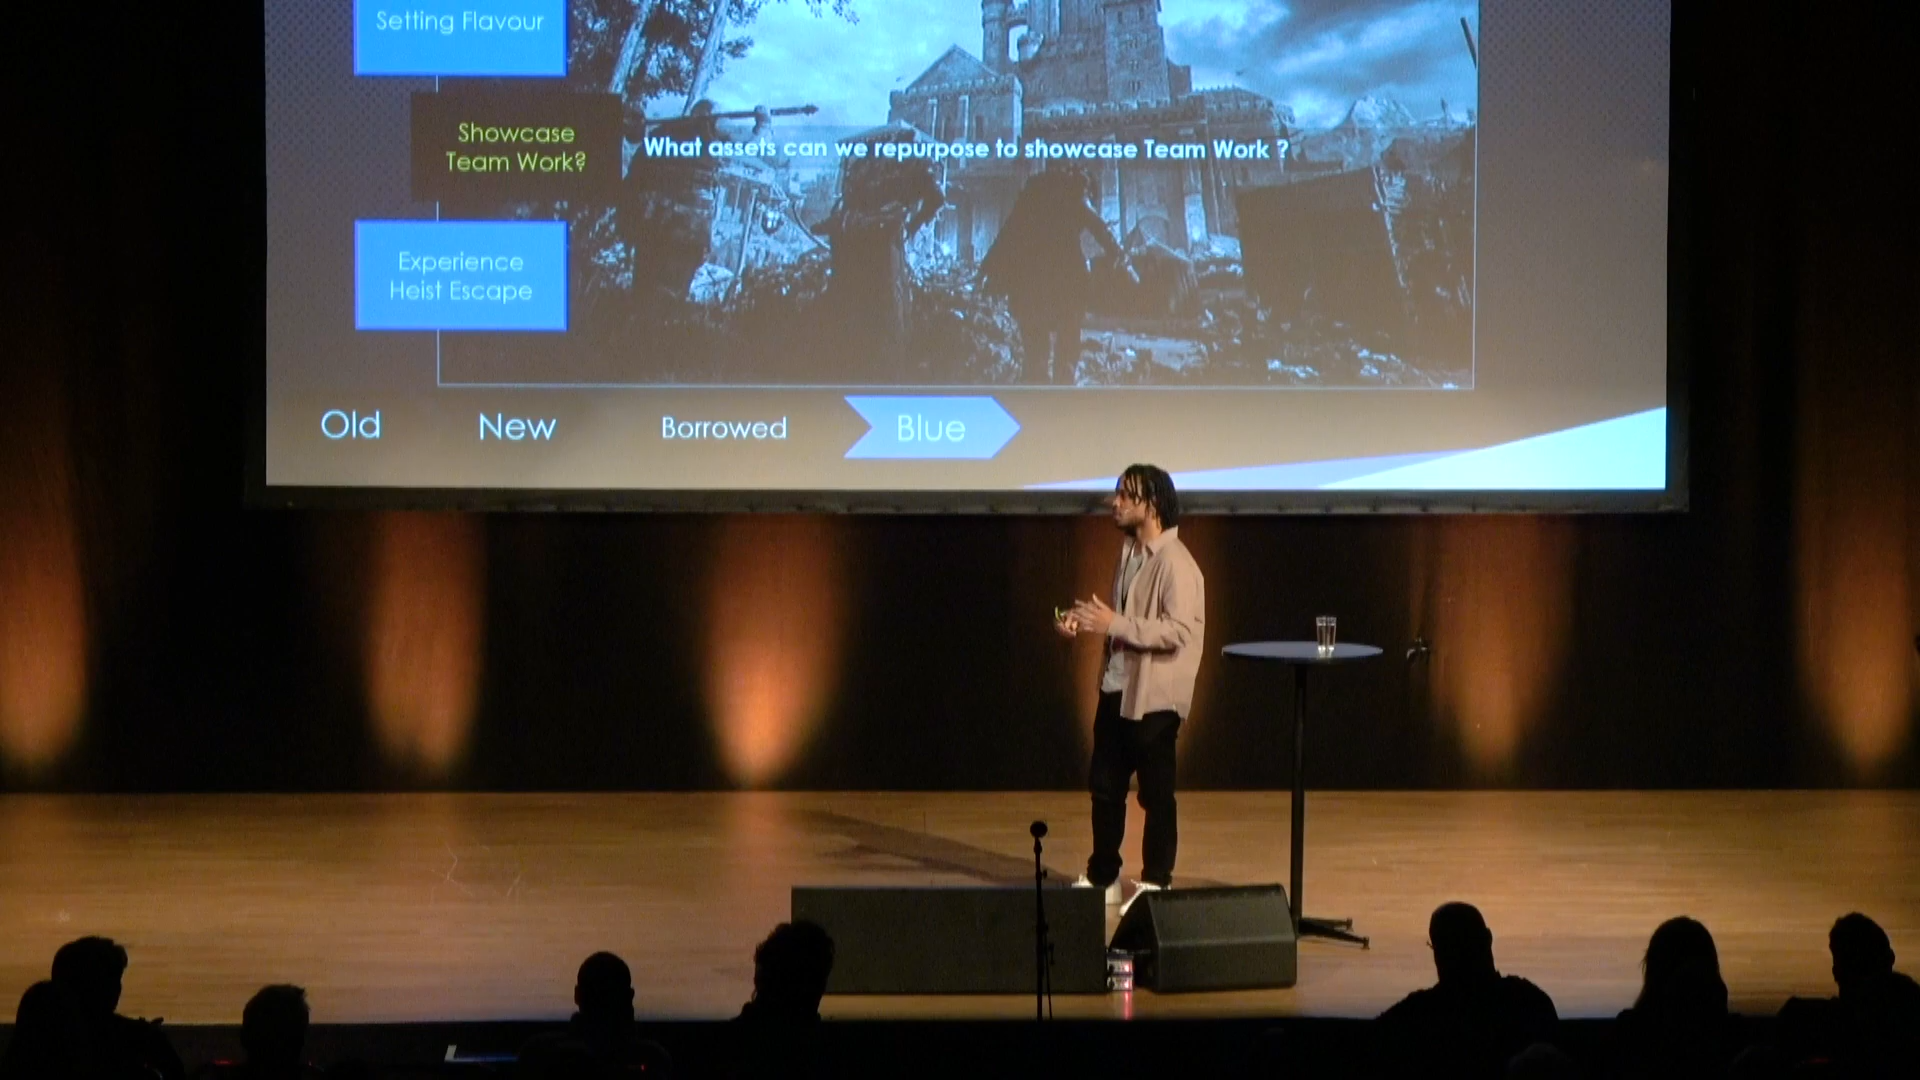 Setting Flavour
Showcase
Team Work?
What assets can we repurpose to showcase Team Work ?
Experience
Heist Escape
Old
New
Borrowed
Blue